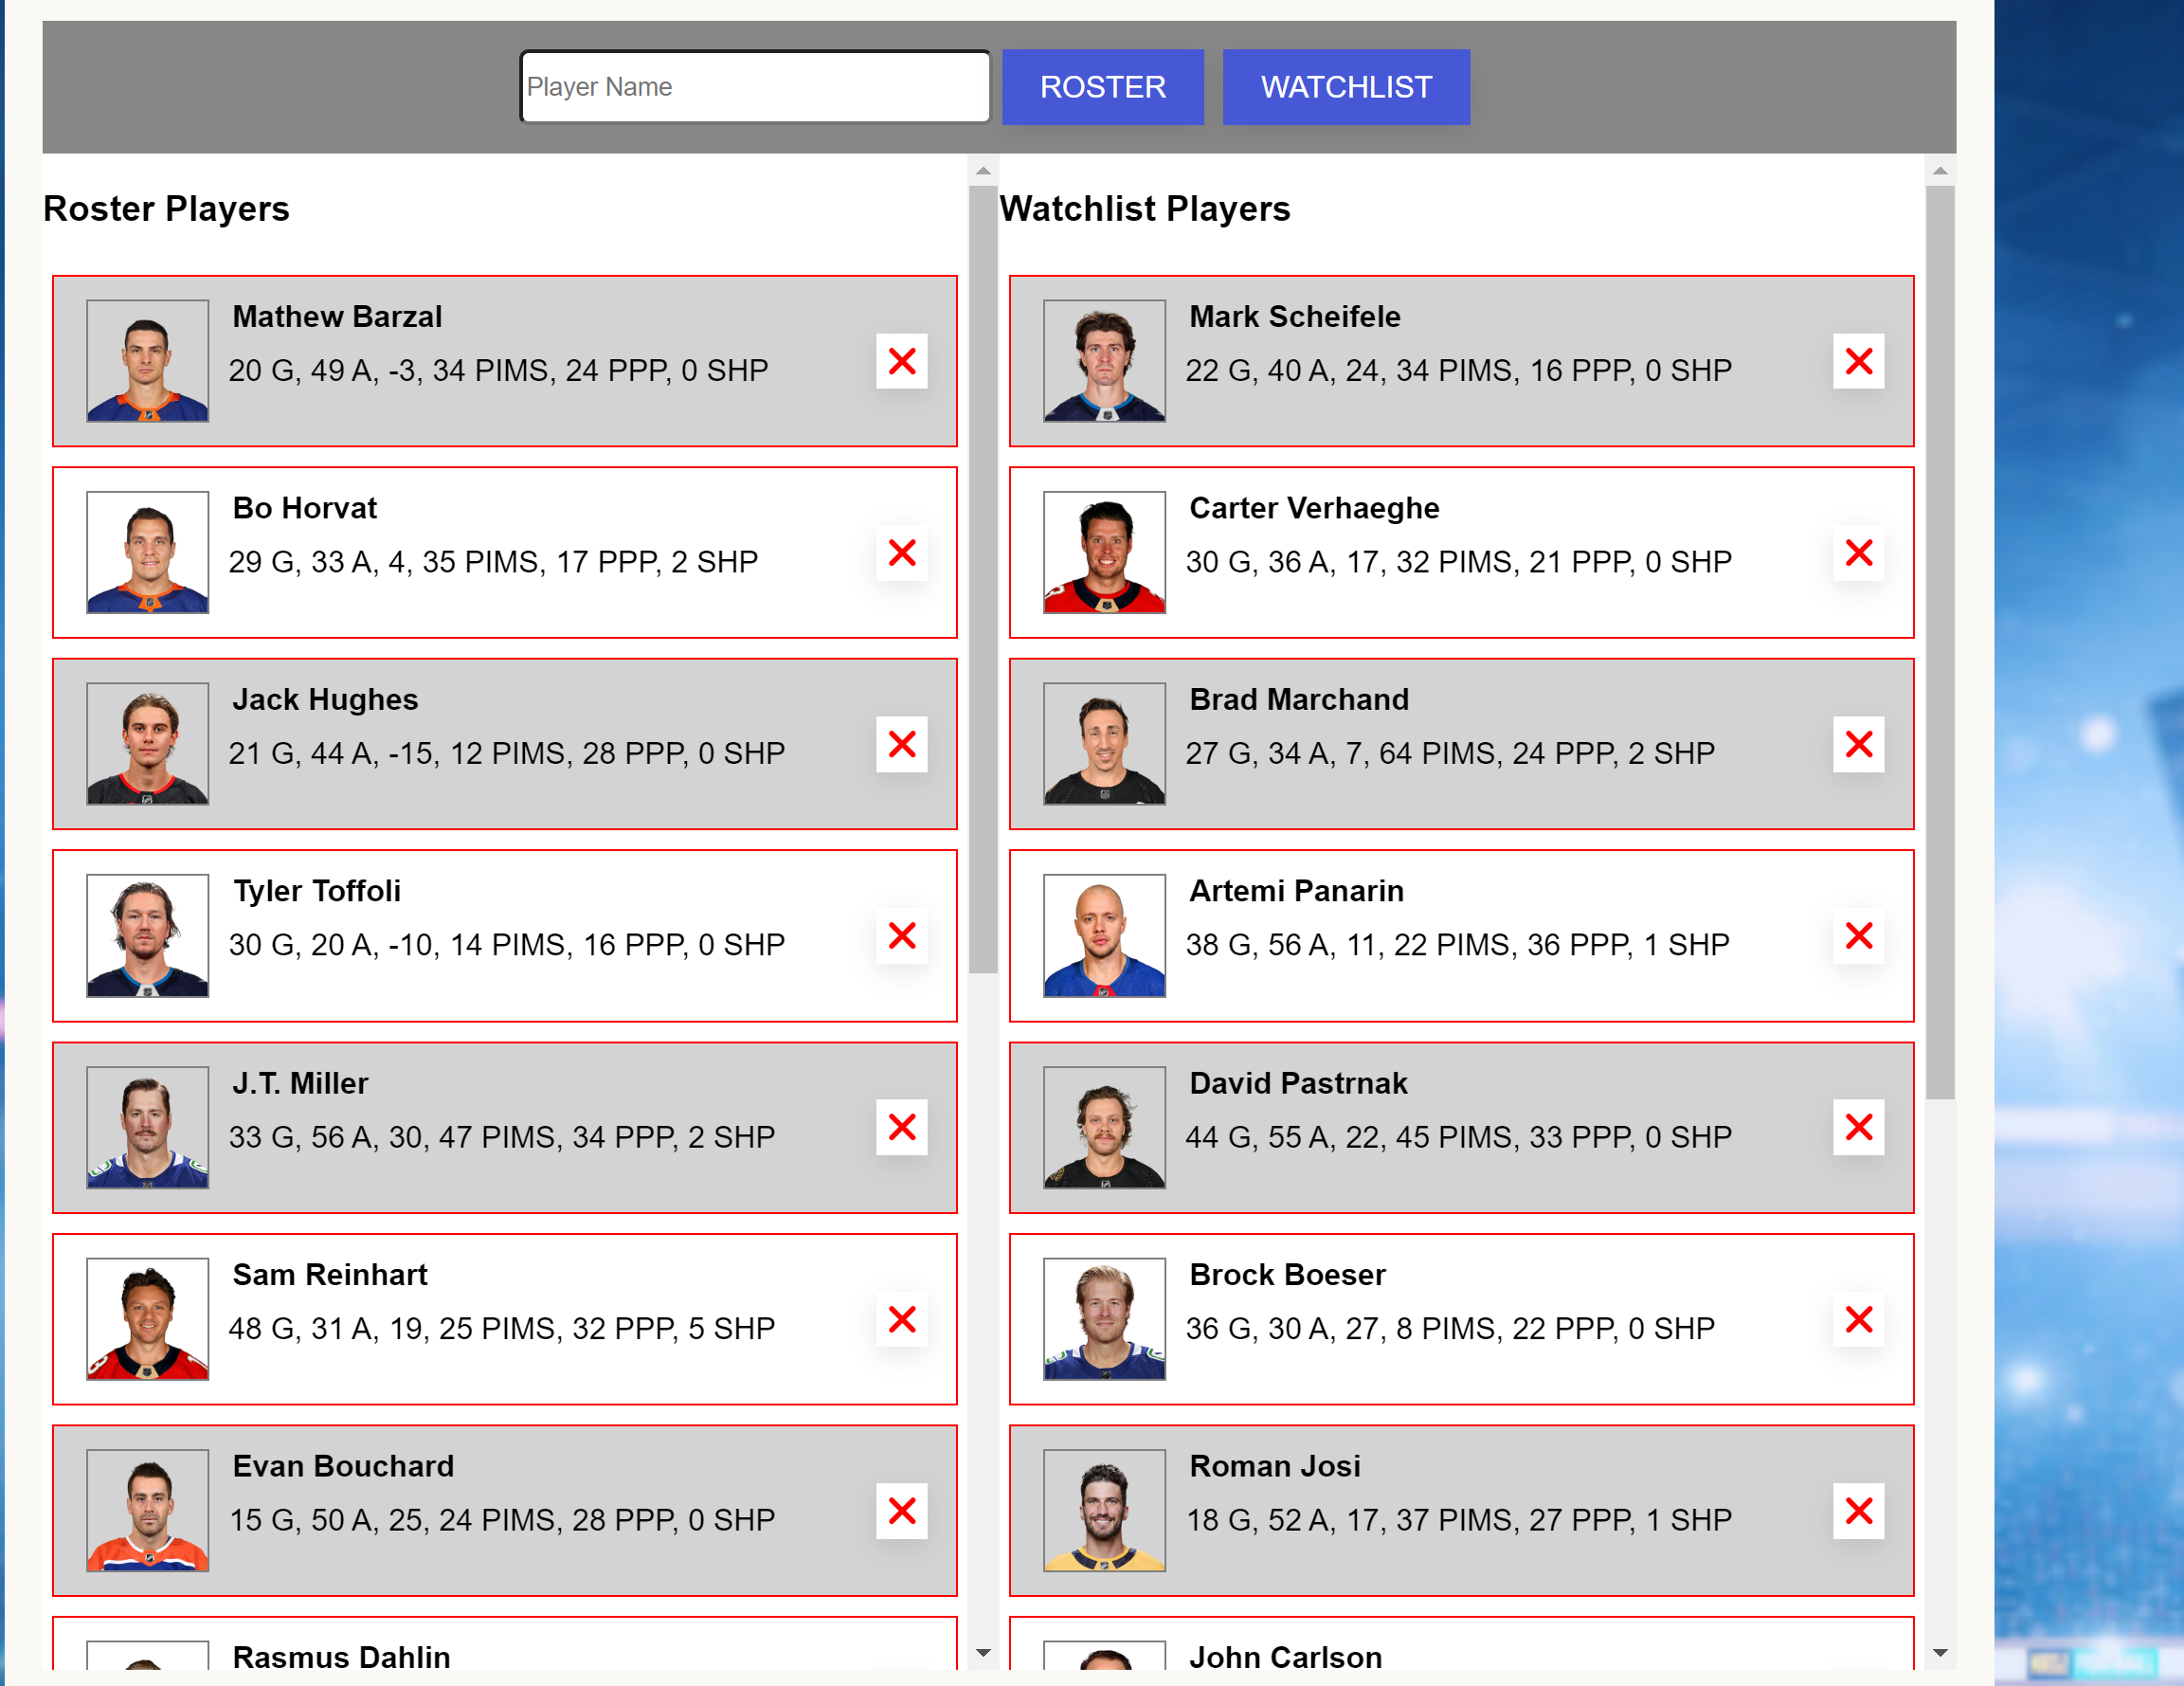 Player Name
ROSTER
WATCHLIST
Roster Players
Mathew Barzal
20 G, 49 A, -3, 34 PIMS, 24 PPP, 0 SHP
Bo Horvat
29 G, 33 A, 4, 35 PIMS, 17 PPP, 2 SHP
Jack Hughes
21 G, 44 A, -15, 12 PIMS, 28 PPP, 0 SHP
Tyler Toffoli
30 G, 20 A, -10, 14 PIMS, 16 PPP, 0 SHP
J.T. Miller
33 G, 56 A, 30, 47 PIMS, 34 PPP, 2 SHP
Sam Reinhart
48 G, 31 A, 19, 25 PIMS, 32 PPP, 5 SHP
Evan Bouchard
15 G, 50 A, 25, 24 PIMS, 28 PPP, 0 SHP
Rasmus Dahlin
Watchlist Players
Mark Scheifele
22 G, 40 A, 24, 34 PIMS, 16 PPP, 0 SHP
Carter Verhaeghe
30 G, 36 A, 17, 32 PIMS, 21 PPP, 0 SHP
Brad Marchand
27 G, 34 A, 7, 64 PIMS, 24 PPP, 2 SHP
Artemi Panarin
38 G, 56 A, 11, 22 PIMS, 36 PPP, 1 SHP
David Pastrnak
44 G, 55 A, 22, 45 PIMS, 33 PPP, 0 SHP
Brock Boeser
36 G, 30 A, 27, 8 PIMS, 22 PPP, 0 SHP
Roman Josi
18 G, 52 A, 17, 37 PIMS, 27 PPP, 1 SHP
John Carlson